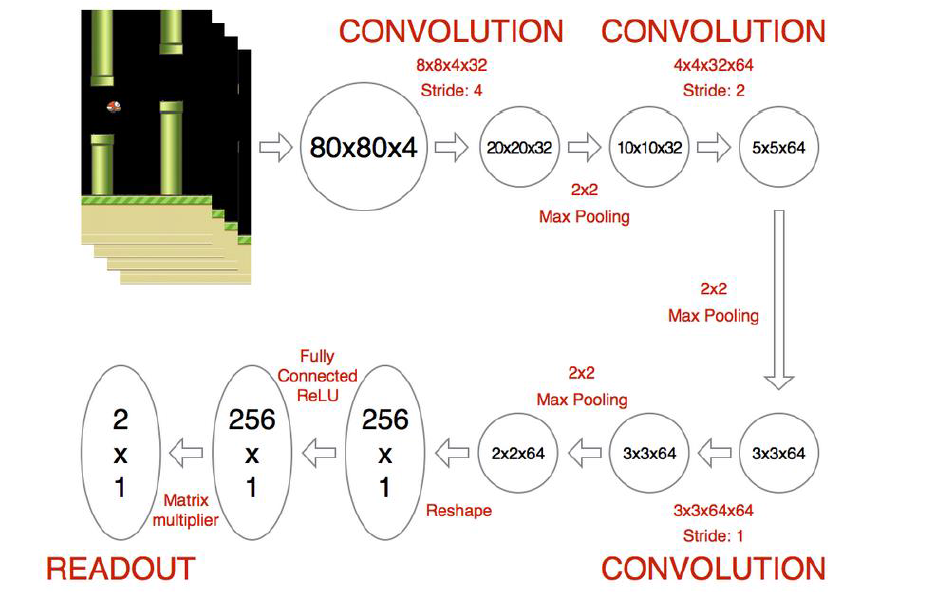 CONVOLUTION
8x8x4x32
Stride: 4
CONVOLUTION
4x4x32x64
Stride: 2
80x80x4
20x20x32
10x10x32
5x5x64
2x2
Max Pooling
2x2
Max Pooling
3x3x64
3x3x64x64
Stride: 1
CONVOLUTION
3x3x64
2x2
Max Pooling
2x2x64
Reshape
256
x
1
Fully
Connected
ReLU
256
x
1
Matrix
multiplier
2
x
1
READOUT